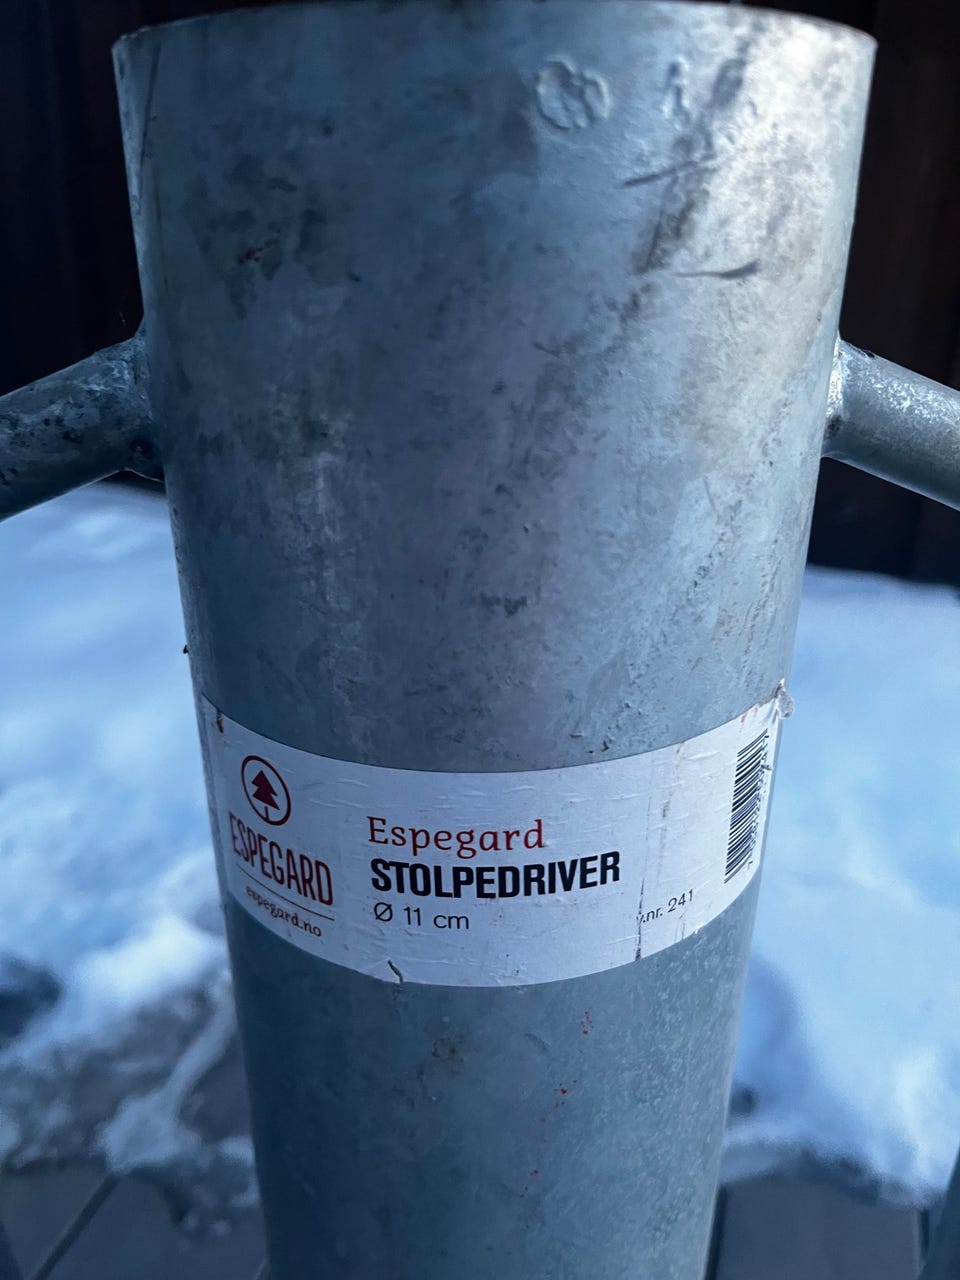 ESPEGARD
espegard.no
Espegard
STOLPEDRIVER
Ø 11 cm
v.nr. 241